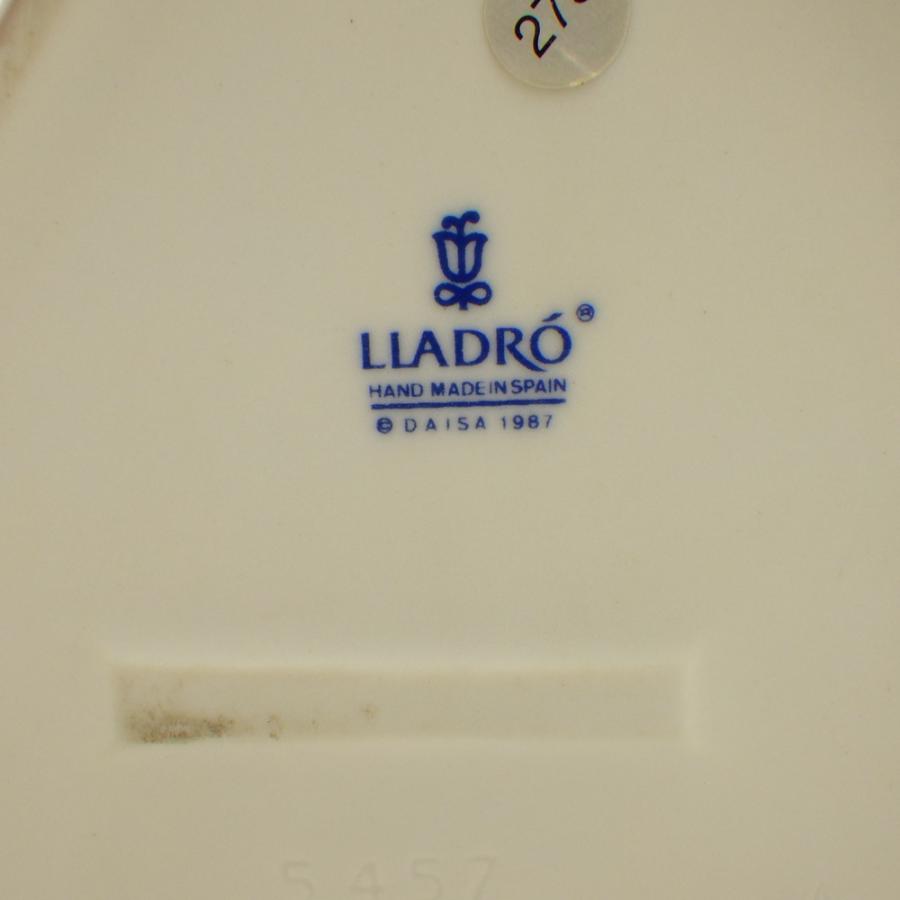 LLADRÓ®
HAND MADE IN SPAIN
© DAISA 1987
5457